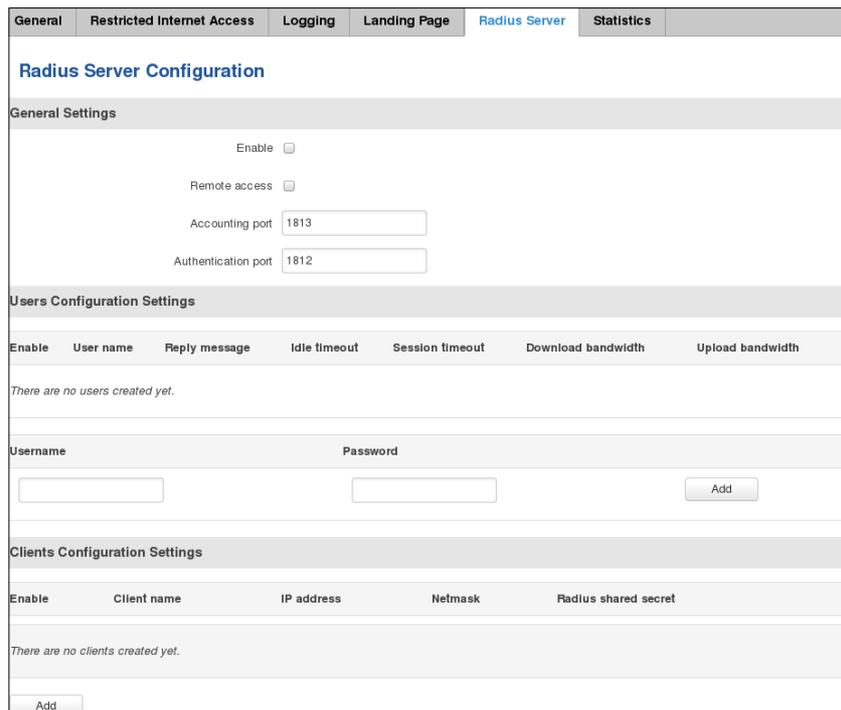 General Restricted Internet Access Logging Landing Page Radius Server Statistics
Radius Server Configuration
General Settings
Enable
Remote access
Accounting port 1813
Authentication port 1812
Users Configuration Settings
Enable User name Reply message Idle timeout Session timeout Download bandwidth Upload bandwidth
There are no users created yet.
Username Password
Add
Clients Configuration Settings
Enable Client name IP address Netmask Radius shared secret
There are no clients created yet.
Add